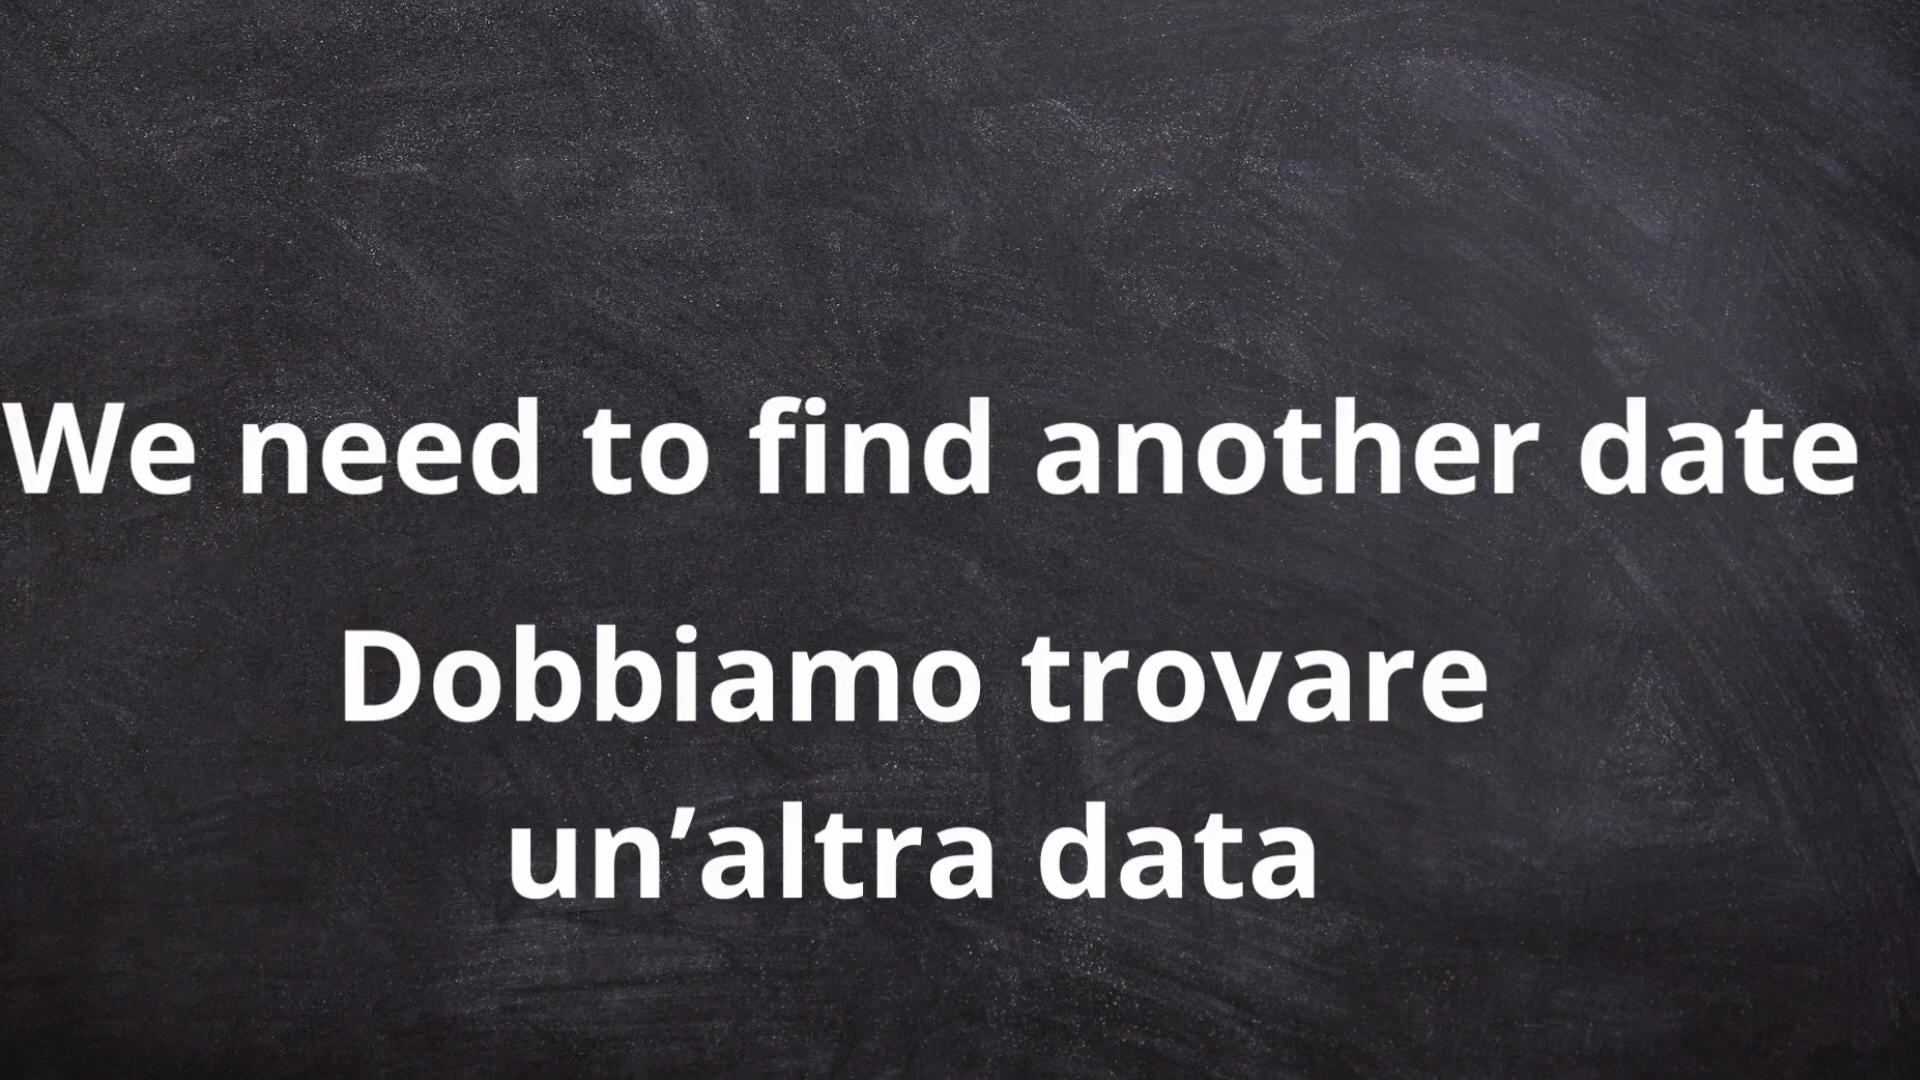 We need to find another date
Dobbiamo trovare
un’altra data